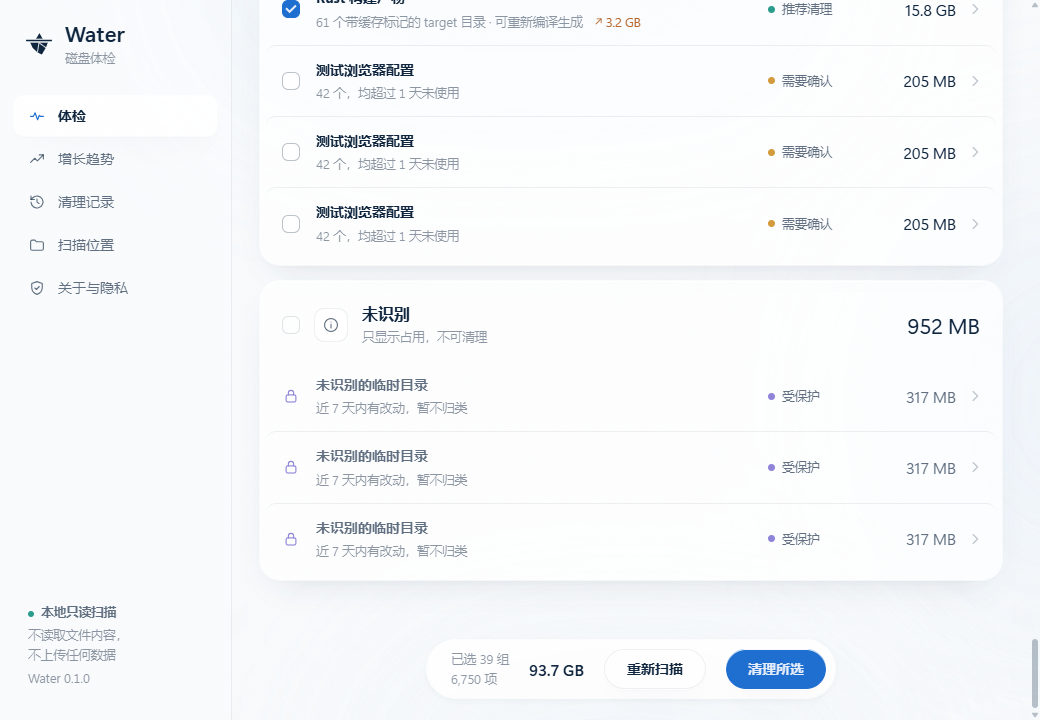 Water
磁盘体检
体检
增长趋势
清理记录
扫描位置
关于与隐私
本地只读扫描
不读取文件内容，
不上传任何数据
Water 0.1.0
61 个带缓存标记的 target 目录 · 可重新编译生成 3.2 GB
推荐清理
15.8 GB
测试浏览器配置
42 个，均超过 1 天未使用
需要确认
205 MB
测试浏览器配置
42 个，均超过 1 天未使用
需要确认
205 MB
测试浏览器配置
42 个，均超过 1 天未使用
需要确认
205 MB
未识别
只显示占用，不可清理
952 MB
未识别的临时目录
近 7 天内有改动，暂不归类
受保护
317 MB
未识别的临时目录
近 7 天内有改动，暂不归类
受保护
317 MB
未识别的临时目录
近 7 天内有改动，暂不归类
受保护
317 MB
已选 39 组
6,750 项
93.7 GB
重新扫描
清理所选